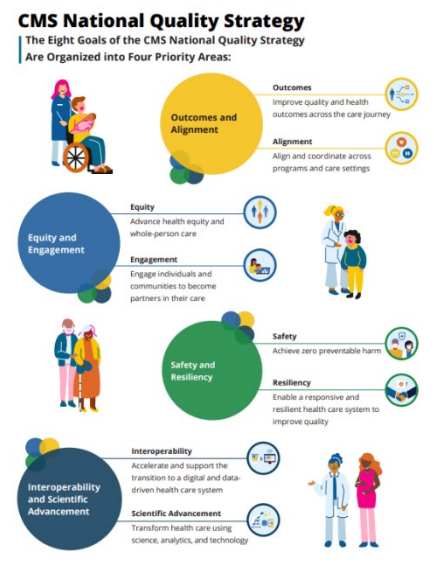 CMS National Quality Strategy
The Eight Goals of the CMS National Quality Strategy
Are Organized into Four Priority Areas:
Outcomes and
Alignment
Outcomes
Improve quality and health
outcomes across the care journey
Alignment
Align and coordinate across
programs and care settings
Equity and
Engagement
Equity
Advance health equity and
whole-person care
Engagement
Engage individuals and
communities to become
partners in their care
Safety and
Resiliency
Safety
Achieve zero preventable harm
Resiliency
Enable a responsive and
resilient health care system to
improve quality
Interoperability
and Scientific
Advancement
Interoperability
Accelerate and support the
transition to a digital and data-
driven health care system
Scientific Advancement
Transform health care using
science, analytics, and technology